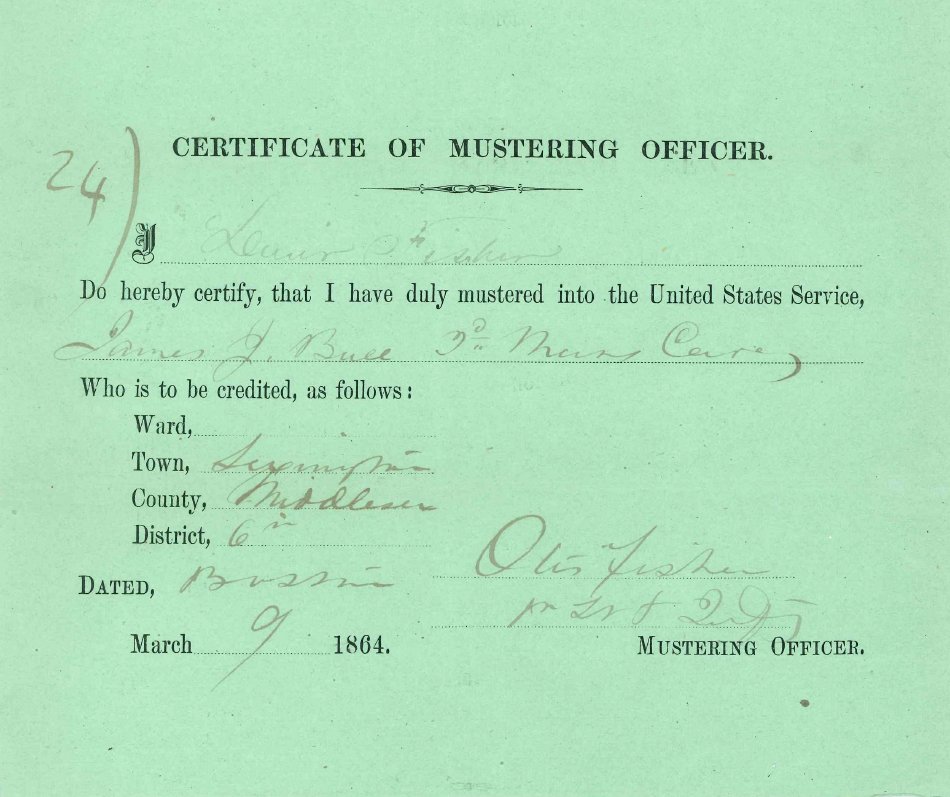 24)
CERTIFICATE OF MUSTERING OFFICER.
I Fisher
Do hereby certify, that I have duly mustered into the United States Service,
James J. Bull 3d Mass Cav
Who is to be credited, as follows:
Ward,
Town, Lexington
County, Middlesex
District, 6th
DATED, Boston Otis Fisher
March 9 1864. MUSTERING OFFICER.